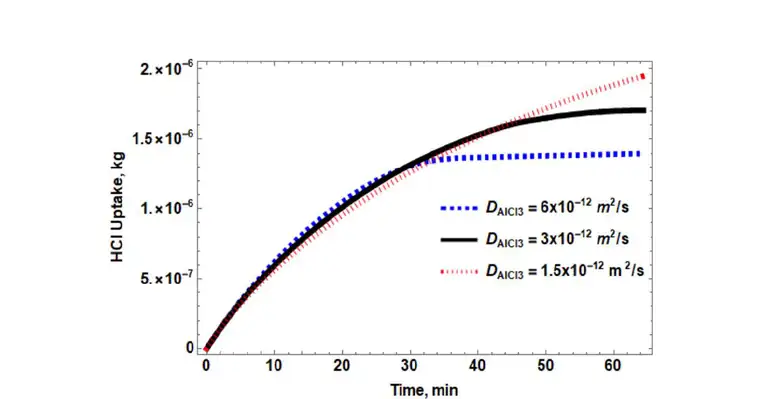 2.×10⁻⁶
1.5×10⁻⁶
1.×10⁻⁶
5.×10⁻⁷
0
HCl Uptake, kg
D_AlCl3 = 6x10⁻¹² m²/s
D_AlCl3 = 3x10⁻¹² m²/s
D_AlCl3 = 1.5x10⁻¹² m²/s
0 10 20 30 40 50 60
Time, min